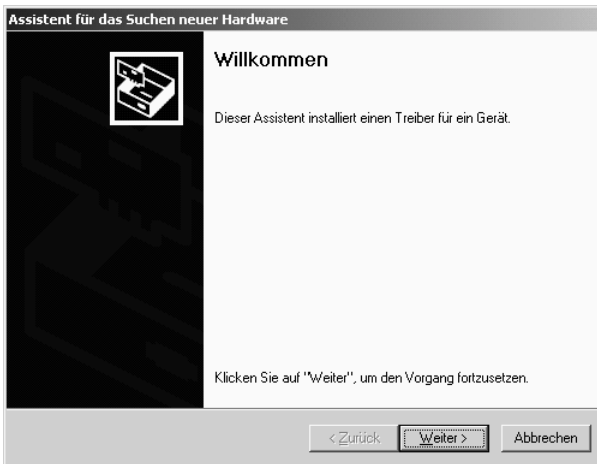 Assistent für das Suchen neuer Hardware
Willkommen
Dieser Assistent installiert einen Treiber für ein Gerät.
Klicken Sie auf "Weiter", um den Vorgang fortzusetzen.
< Zurück Weiter > Abbrechen